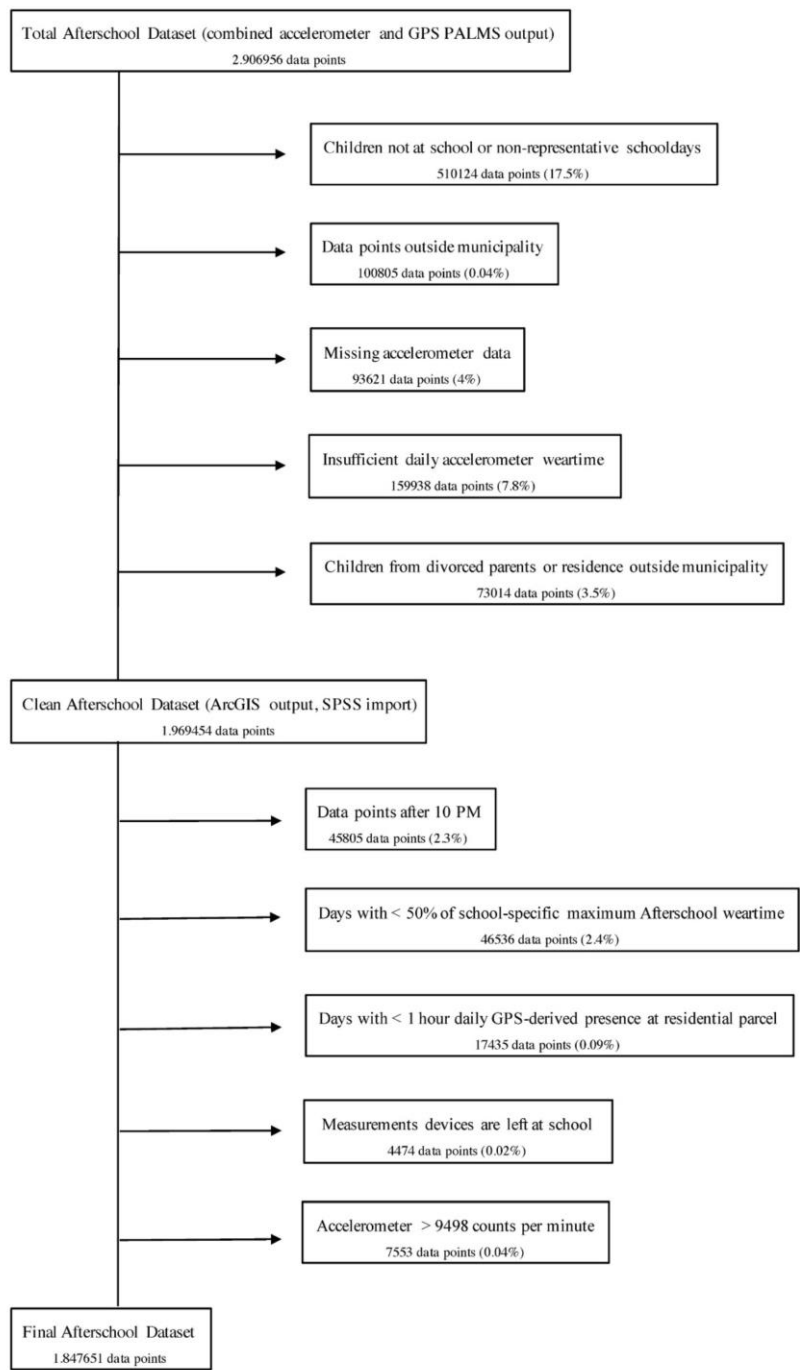 Total Afterschool Dataset (combined accelerometer and GPS PALMS output)
2.906956 data points
Children not at school or non-representative schooldays
510124 data points (17.5%)
Data points outside municipality
100805 data points (0.04%)
Missing accelerometer data
93621 data points (4%)
Insufficient daily accelerometer weartime
159938 data points (7.8%)
Children from divorced parents or residence outside municipality
73014 data points (3.5%)
Clean Afterschool Dataset (ArcGIS output, SPSS import)
1.969454 data points
Data points after 10 PM
45805 data points (2.3%)
Days with < 50% of school-specific maximum Afterschool weartime
46536 data points (2.4%)
Days with < 1 hour daily GPS-derived presence at residential parcel
17435 data points (0.09%)
Measurements devices are left at school
4474 data points (0.02%)
Accelerometer > 9498 counts per minute
7553 data points (0.04%)
Final Afterschool Dataset
1.847651 data points